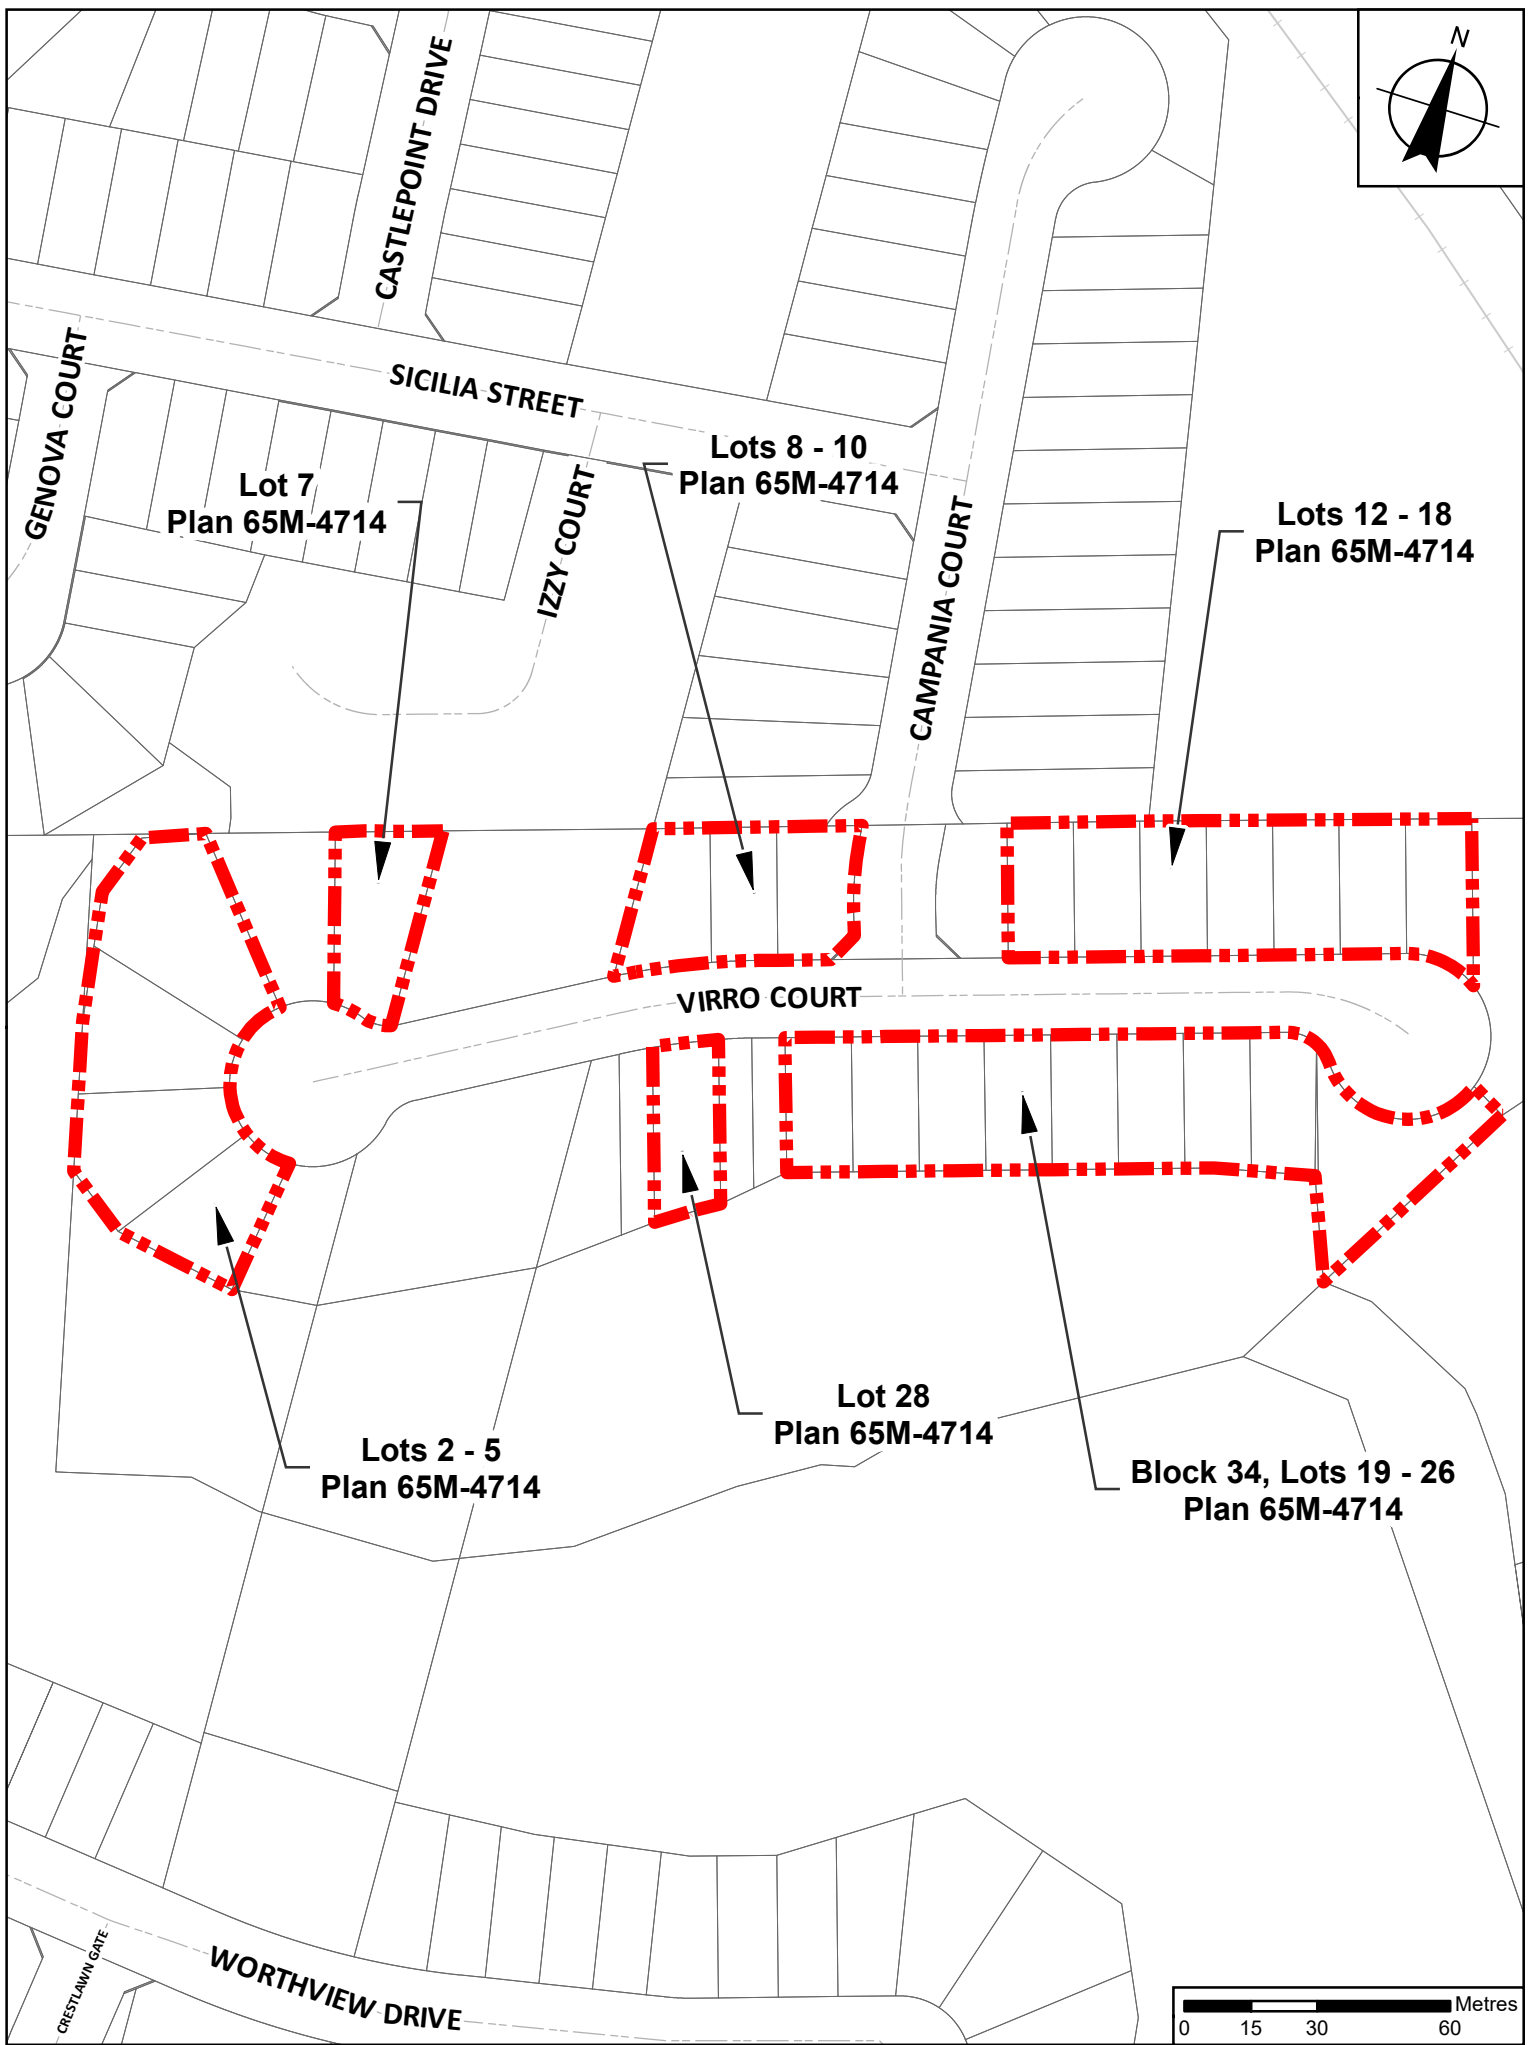 N
CASTLEPOINT DRIVE
GENOVA COURT
SICILIA STREET
Lots 8 - 10
Plan 65M-4714
Lot 7
Plan 65M-4714
IZZY COURT
CAMPANIA COURT
Lots 12 - 18
Plan 65M-4714
VIRRO COURT
Lot 28
Plan 65M-4714
Lots 2 - 5
Plan 65M-4714
Block 34, Lots 19 - 26
Plan 65M-4714
CRESTLAWN GATE
WORTHVIEW DRIVE
Metres
0 15 30 60